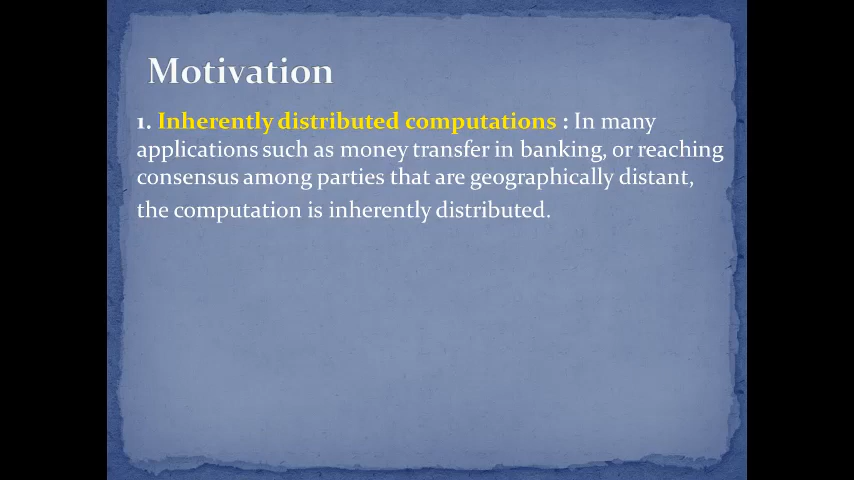 Motivation
1. Inherently distributed computations : In many
applications such as money transfer in banking, or reaching
consensus among parties that are geographically distant,
the computation is inherently distributed.